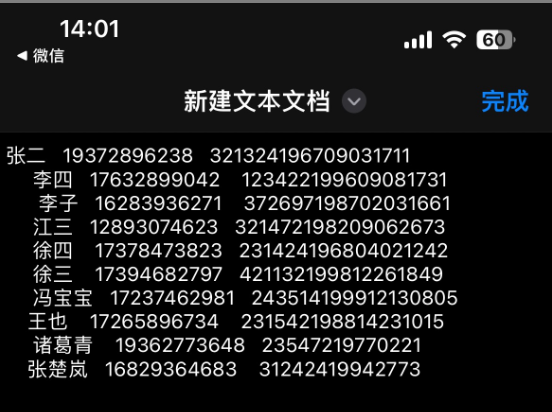 14:01
60
◀ 微信
新建文本文档
完成
张二 19372896238 321324196709031711
李四 17632899042 123422199609081731
李子 16283936271 372697198702031661
江三 12893074623 321472198209062673
徐四 17378473823 231424196804021242
徐三 17394682797 421132199812261849
冯宝宝 17237462981 243514199912130805
王也 17265896734 231542198814231015
诸葛青 19362773648 23547219770221
张楚岚 16829364683 31242419942773